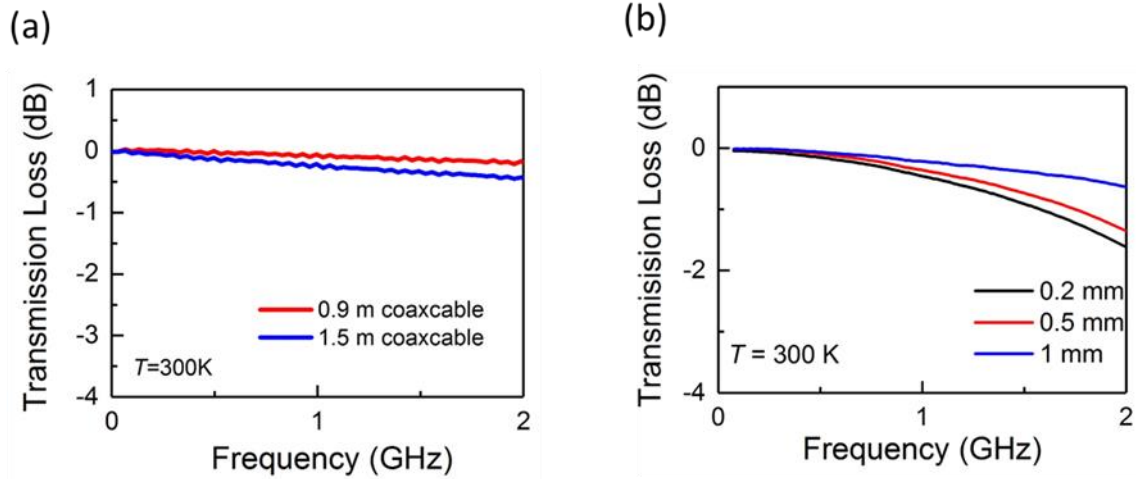 (a)
Transmission Loss (dB)
1
0
-1
-2
-3
-4
0.9 m coaxcable
1.5 m coaxcable
T=300K
0
1
2
Frequency (GHz)
(b)
Transmisision Loss (dB)
0
-2
-4
0.2 mm
0.5 mm
1 mm
T = 300 K
0
1
2
Frequency (GHz)